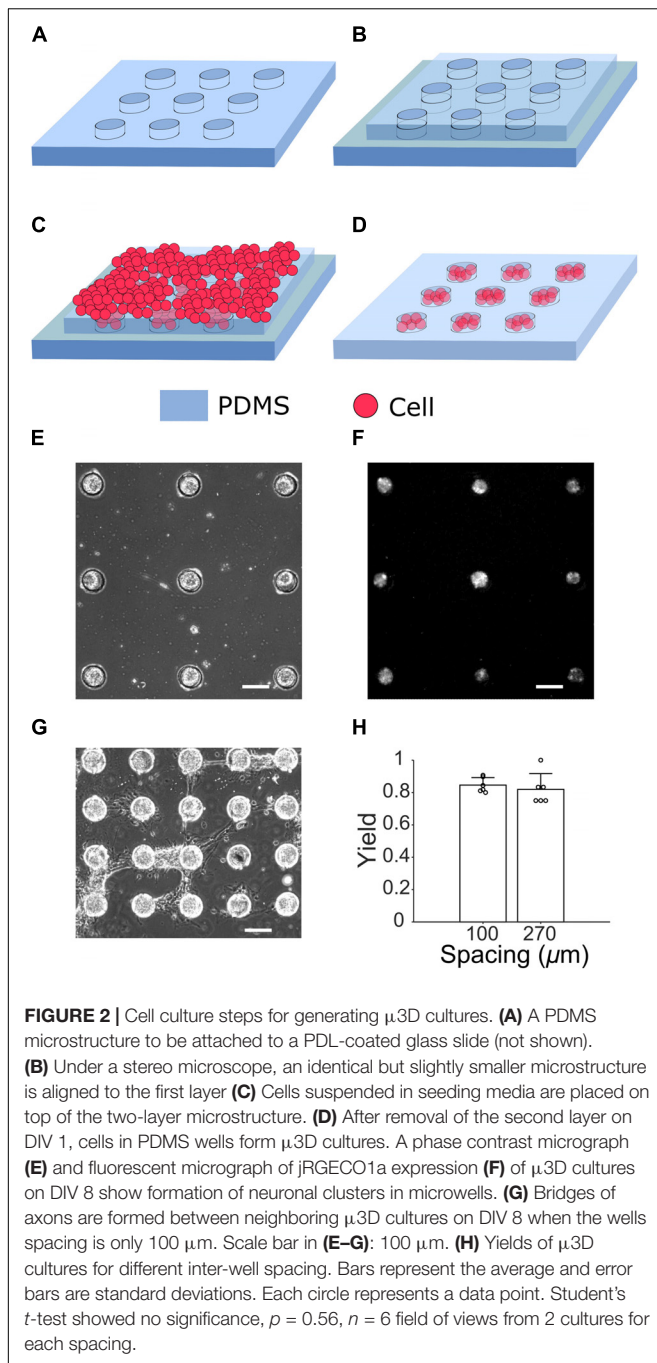 A
B
C
D
PDMS
Cell
E
F
G
H
1
0.8
0.6
0.4
0.2
0
Yield
100 270
Spacing (µm)
FIGURE 2 | Cell culture steps for generating µ3D cultures. (A) A PDMS
microstructure to be attached to a PDL-coated glass slide (not shown).
(B) Under a stereo microscope, an identical but slightly smaller microstructure
is aligned to the first layer (C) Cells suspended in seeding media are placed on
top of the two-layer microstructure. (D) After removal of the second layer on
DIV 1, cells in PDMS wells form µ3D cultures. A phase contrast micrograph
(E) and fluorescent micrograph of jRGECO1a expression (F) of µ3D cultures
on DIV 8 show formation of neuronal clusters in microwells. (G) Bridges of
axons are formed between neighboring µ3D cultures on DIV 8 when the wells
spacing is only 100 µm. Scale bar in (E–G): 100 µm. (H) Yields of µ3D
cultures for different inter-well spacing. Bars represent the average and error
bars are standard deviations. Each circle represents a data point. Student's
t-test showed no significance, p = 0.56, n = 6 field of views from 2 cultures for
each spacing.